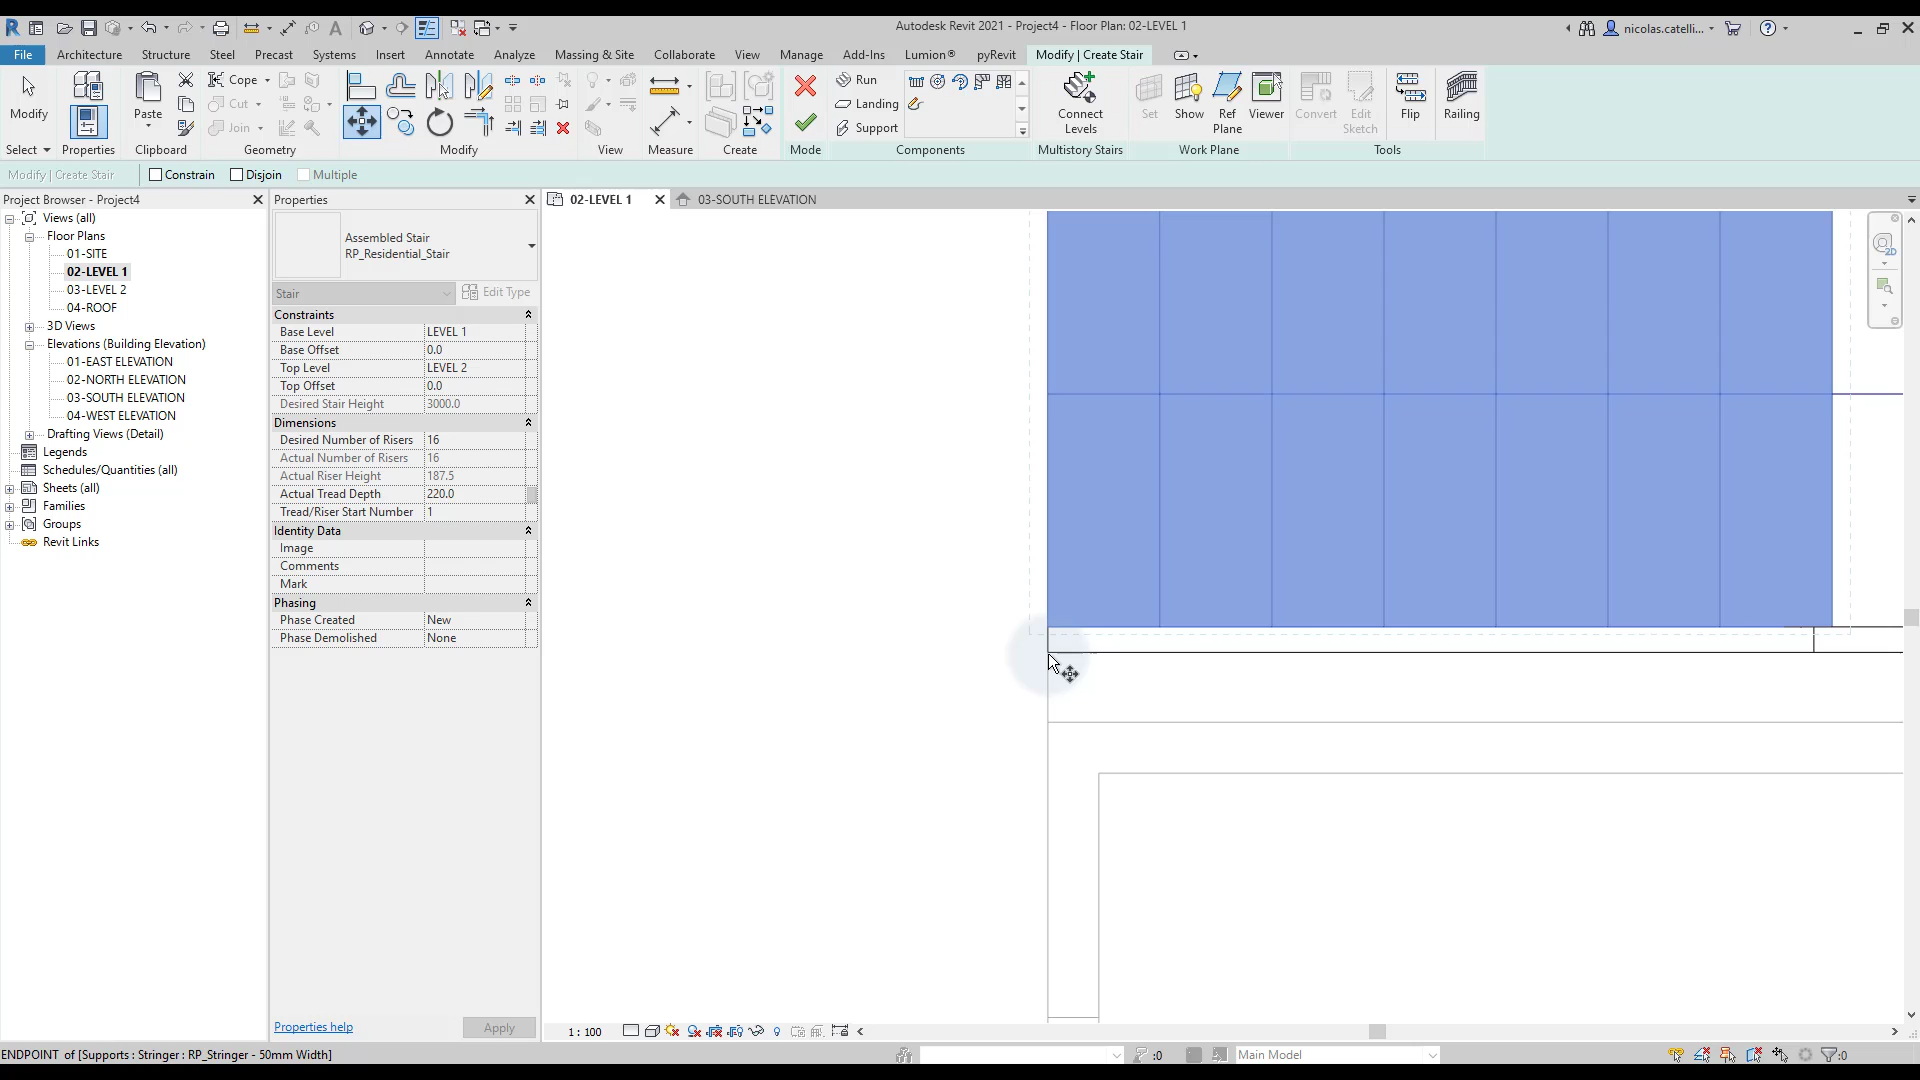 Autodesk Revit 2021 - Project4 - Floor Plan: 02-LEVEL 1
nicolas.catelli...
File Architecture Structure Steel Precast Systems Insert Annotate Analyze Massing & Site Collaborate View Manage Add-Ins Lumion® pyRevit Modify | Create Stair
Modify
Select
Properties
Paste
Clipboard
Cope
Cut
Join
Geometry
Modify
View
Measure
Create
Mode
Run
Landing
Support
Components
Connect
Levels
Multistory Stairs
Set
Show
Ref
Plane
Viewer
Work Plane
Convert
Edit
Sketch
Flip
Railing
Tools
Modify | Create Stair Constrain Disjoin Multiple
Project Browser - Project4
Views (all)
Floor Plans
01-SITE
02-LEVEL 1
03-LEVEL 2
04-ROOF
3D Views
Elevations (Building Elevation)
01-EAST ELEVATION
02-NORTH ELEVATION
03-SOUTH ELEVATION
04-WEST ELEVATION
Drafting Views (Detail)
Legends
Schedules/Quantities (all)
Sheets (all)
Families
Groups
Revit Links
Properties
Assembled Stair
RP_Residential_Stair
Stair Edit Type
Constraints
Base Level LEVEL 1
Base Offset 0.0
Top Level LEVEL 2
Top Offset 0.0
Desired Stair Height 3000.0
Dimensions
Desired Number of Risers 16
Actual Number of Risers 16
Actual Riser Height 187.5
Actual Tread Depth 220.0
Tread/Riser Start Number 1
Identity Data
Image
Comments
Mark
Phasing
Phase Created New
Phase Demolished None
Properties help Apply
02-LEVEL 1 03-SOUTH ELEVATION
2D
1 : 100
ENDPOINT of [Supports : Stringer : RP_Stringer - 50mm Width]
:0
Main Model
:0